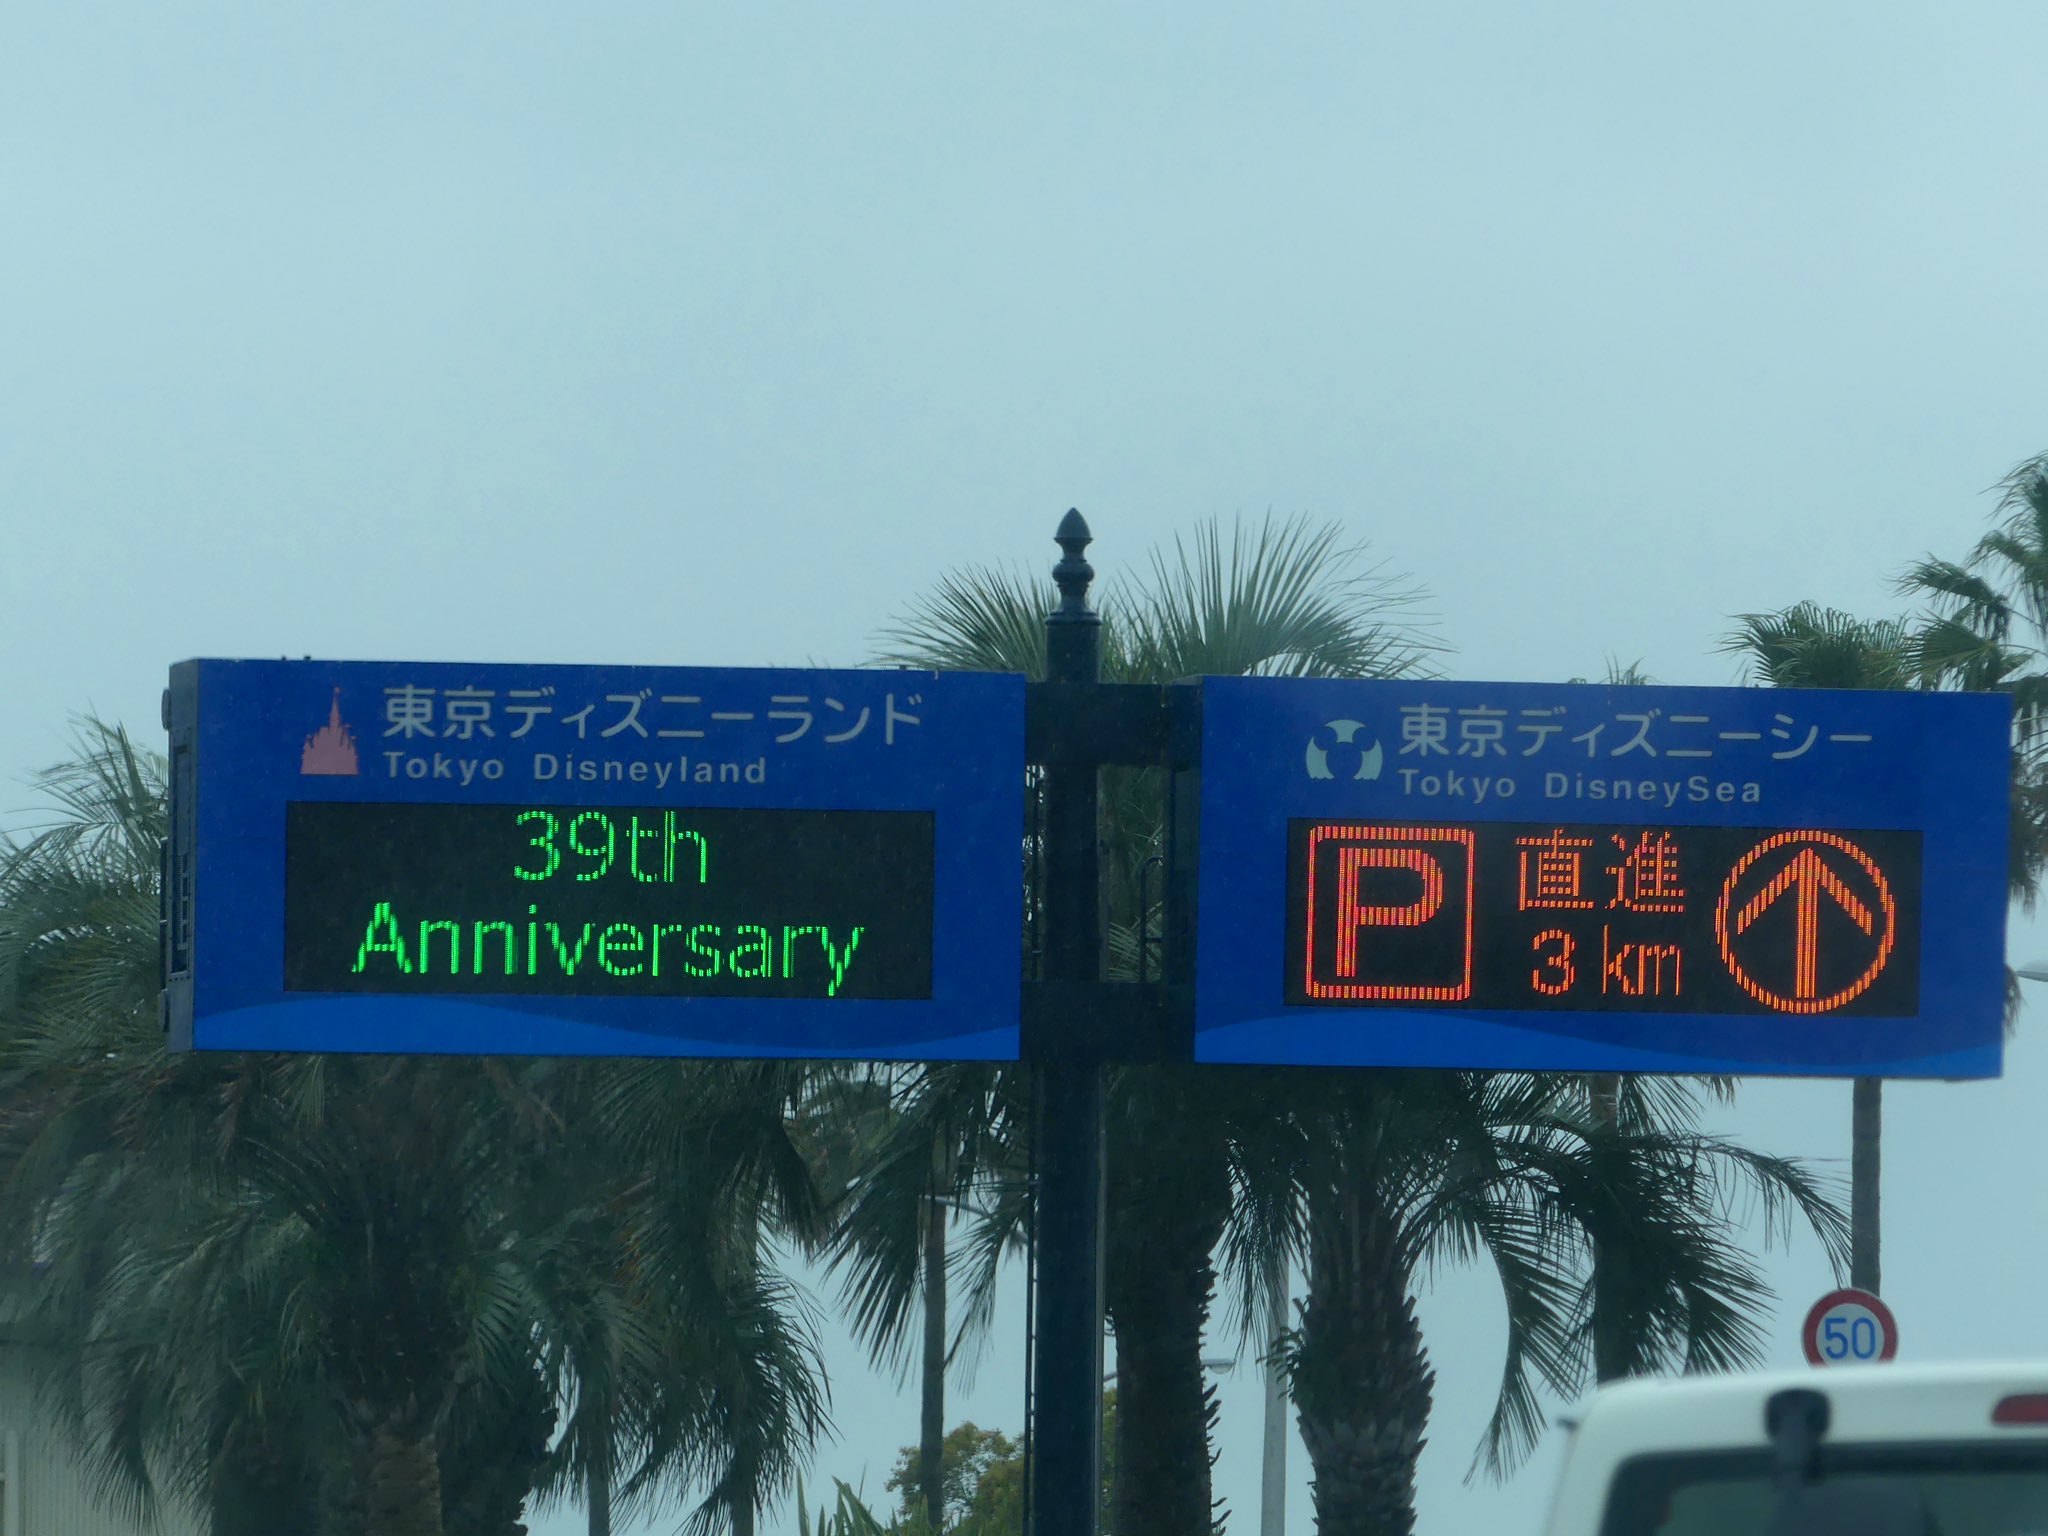 東京ディズニーランド
Tokyo Disneyland
39th
Anniversary
東京ディズニーシー
Tokyo DisneySea
P
直進
3 km
50